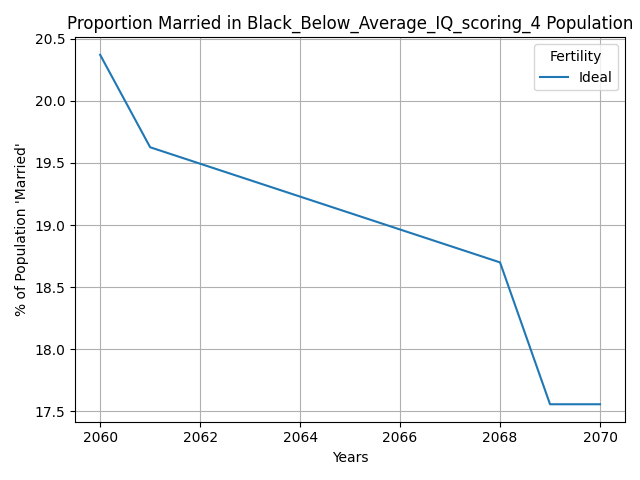 Proportion Married in Black_Below_Average_IQ_scoring_4 Population
Fertility
Ideal
% of Population 'Married'
20.5
20.0
19.5
19.0
18.5
18.0
17.5
2060 2062 2064 2066 2068 2070
Years